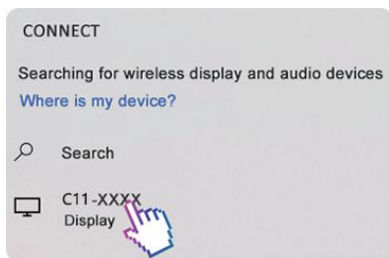 CONNECT
Searching for wireless display and audio devices
Where is my device?
Search
C11-XXXX
Display